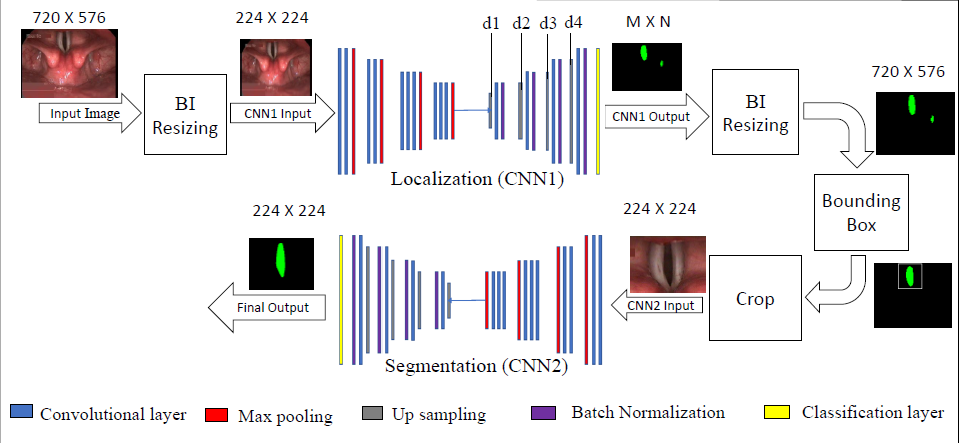 720 X 576
224 X 224
d1
d2
d3
d4
M X N
720 X 576
Input Image
BI
Resizing
CNN1 Input
CNN1 Output
BI
Resizing
Localization (CNN1)
Bounding
Box
224 X 224
224 X 224
Final Output
CNN2 Input
Crop
Segmentation (CNN2)
Convolutional layer
Max pooling
Up sampling
Batch Normalization
Classification layer